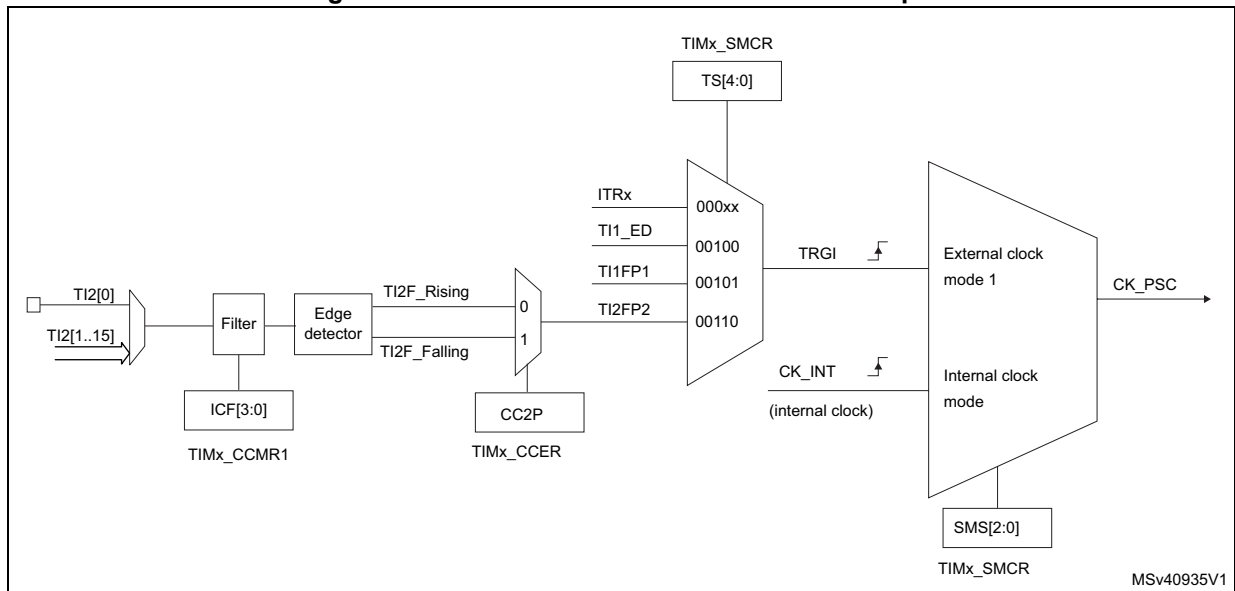 TIMx_SMCR
TS[4:0]
ITRx
000xx
TI1_ED
00100
TI1FP1
00101
TI2FP2
00110
TRGI
External clock
mode 1
CK_PSC
TI2[0]
TI2[1..15]
Filter
Edge
detector
TI2F_Rising
TI2F_Falling
0
1
CK_INT
(internal clock)
Internal clock
mode
ICF[3:0]
TIMx_CCMR1
CC2P
TIMx_CCER
SMS[2:0]
TIMx_SMCR
MSv40935V1